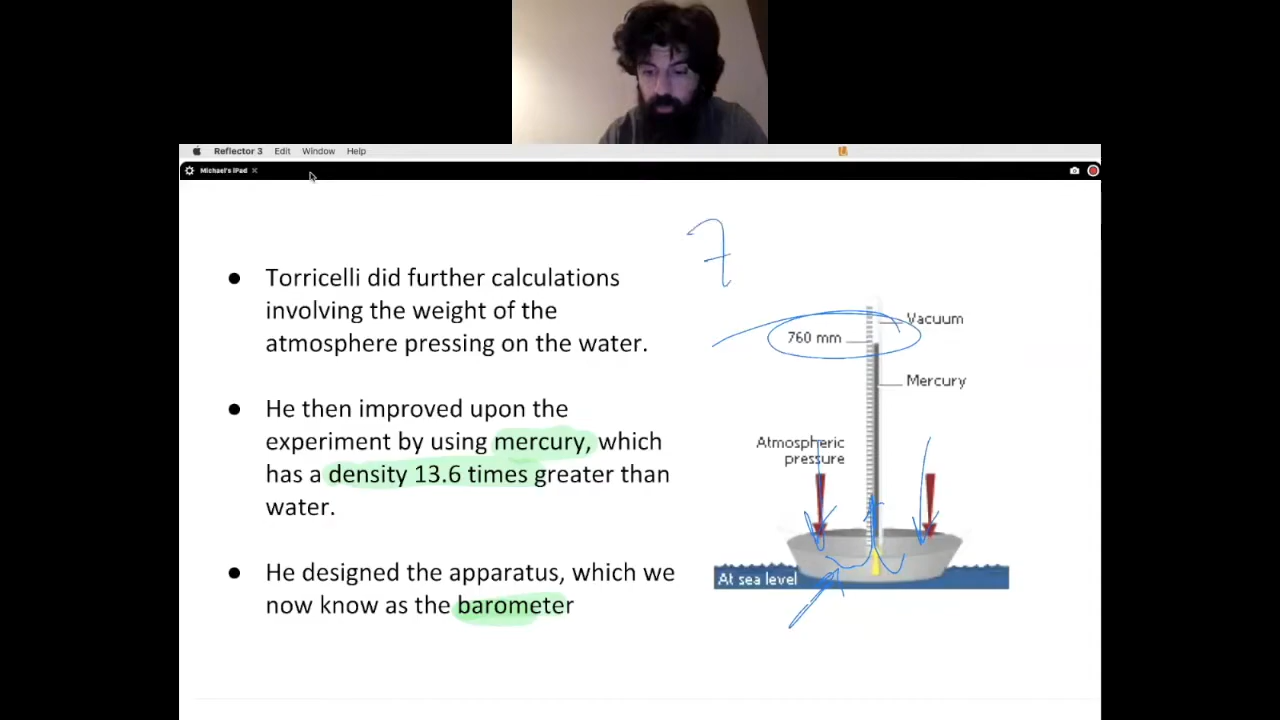 Reflector 3 Edit Window Help
Michael's iPad
7
● Torricelli did further calculations
involving the weight of the
atmosphere pressing on the water.
● He then improved upon the
experiment by using mercury, which
has a density 13.6 times greater than
water.
● He designed the apparatus, which we
now know as the barometer
Vacuum
760 mm
Mercury
Atmospheric
pressure
At sea level